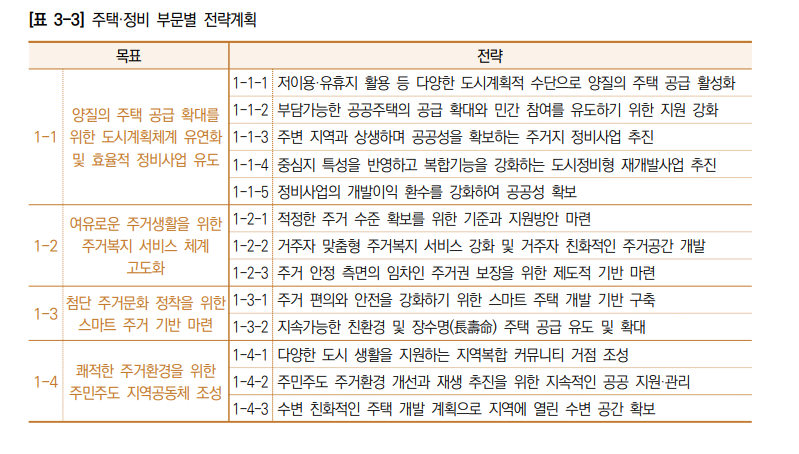 [표 3-3] 주택·정비 부문별 전략계획
목표 전략
1-1 양질의 주택 공급 확대를
위한 도시계획체계 유연화
및 효율적 정비사업 유도
1-1-1 저이용·유휴지 활용 등 다양한 도시계획적 수단으로 양질의 주택 공급 활성화
1-1-2 부담가능한 공공주택의 공급 확대와 민간 참여를 유도하기 위한 지원 강화
1-1-3 주변 지역과 상생하며 공공성을 확보하는 주거지 정비사업 추진
1-1-4 중심지 특성을 반영하고 복합기능을 강화하는 도시정비형 재개발사업 추진
1-1-5 정비사업의 개발이익 환수를 강화하여 공공성 확보
1-2 여유로운 주거생활을 위한
주거복지 서비스 체계
고도화
1-2-1 적정한 주거 수준 확보를 위한 기준과 지원방안 마련
1-2-2 거주자 맞춤형 주거복지 서비스 강화 및 거주자 친화적인 주거공간 개발
1-2-3 주거 안정 측면의 임차인 주거권 보장을 위한 제도적 기반 마련
1-3 첨단 주거문화 정착을 위한
스마트 주거 기반 마련
1-3-1 주거 편의와 안전을 강화하기 위한 스마트 주택 개발 기반 구축
1-3-2 지속가능한 친환경 및 장수명(長壽命) 주택 공급 유도 및 확대
1-4 쾌적한 주거환경을 위한
주민주도 지역공동체 조성
1-4-1 다양한 도시 생활을 지원하는 지역복합 커뮤니티 거점 조성
1-4-2 주민주도 주거환경 개선과 재생 추진을 위한 지속적인 공공 지원·관리
1-4-3 수변 친화적인 주택 개발 계획으로 지역에 열린 수변 공간 확보